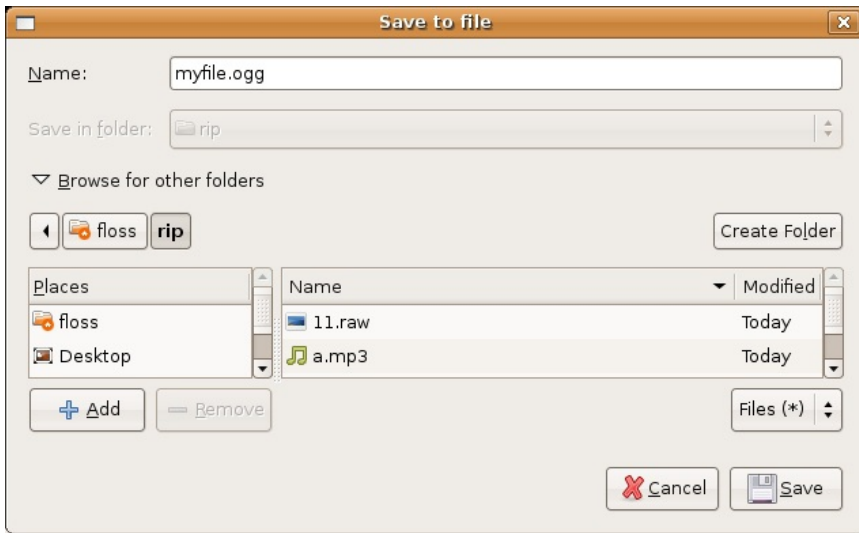 Save to file
Name: myfile.ogg
Save in folder: rip
Browse for other folders
floss rip Create Folder
Places Name Modified
floss 11.raw Today
Desktop a.mp3 Today
Add Remove Files (*)
Cancel Save